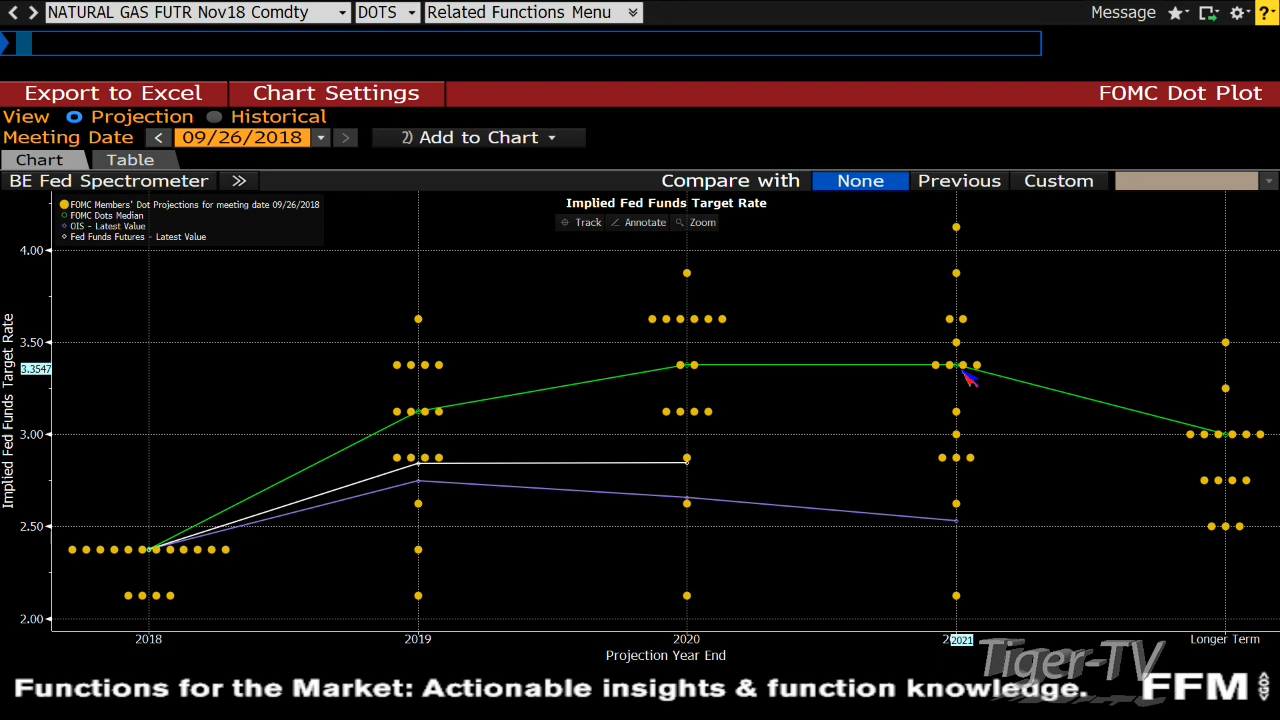 NATURAL GAS FUTR Nov18 Comdty DOTS Related Functions Menu Message ?
Export to Excel Chart Settings FOMC Dot Plot
View Projection Historical
Meeting Date < 09/26/2018 > 2) Add to Chart
Chart Table
BE Fed Spectrometer >> Compare with None Previous Custom
Implied Fed Funds Target Rate
Track Annotate Zoom
FOMC Members' Dot Projections for meeting date 09/26/2018
FOMC Dots Median
OIS - Latest Value
Fed Funds Futures - Latest Value
Implied Fed Funds Target Rate
4.00
3.50
3.3547
3.00
2.50
2.00
2018 2019 2020 2021 Longer Term
Projection Year End
Tiger-TV
Functions for the Market: Actionable insights & function knowledge. FFM